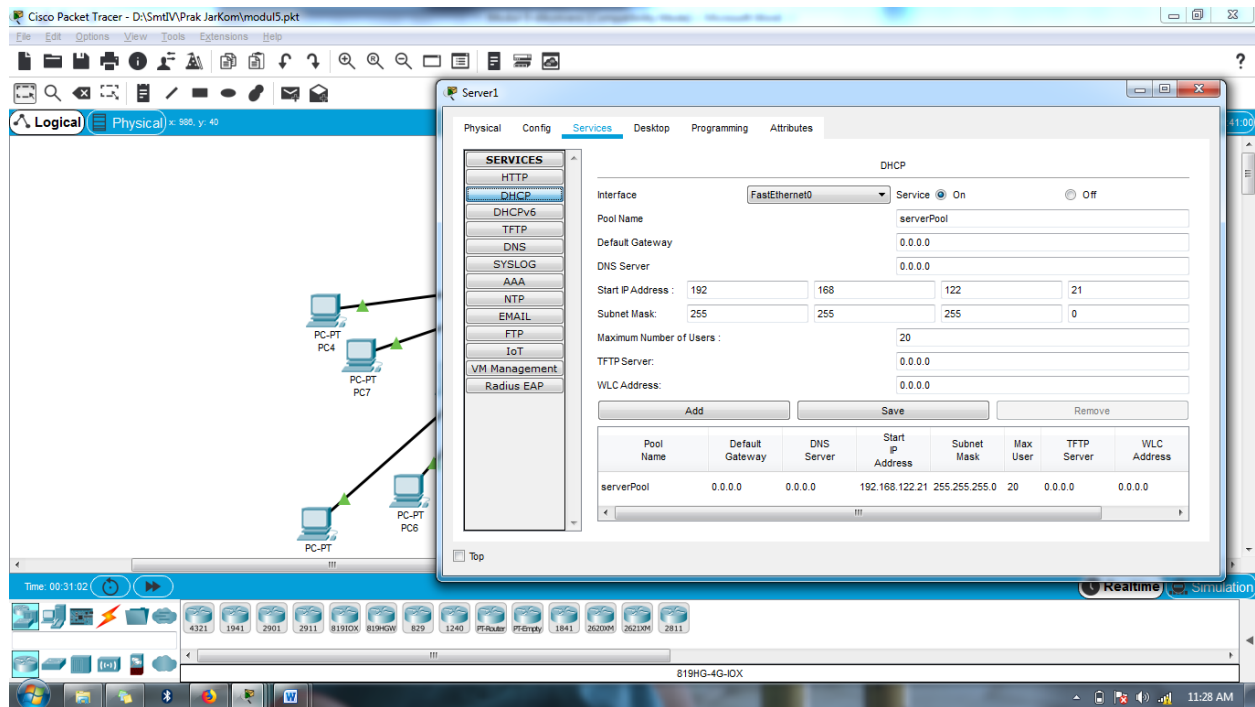 Cisco Packet Tracer - D:\SmtIV\Prak JarKom\modul5.pkt
File Edit Options View Tools Extensions Help
?
Logical Physical x: 986, y: 40
41:00
PC-PT
PC4
PC-PT
PC7
PC-PT
PC6
PC-PT
Server1
Physical Config Services Desktop Programming Attributes
SERVICES
HTTP
DHCP
DHCPv6
TFTP
DNS
SYSLOG
AAA
NTP
EMAIL
FTP
IoT
VM Management
Radius EAP
DHCP
Interface FastEthernet0 Service On Off
Pool Name serverPool
Default Gateway 0.0.0.0
DNS Server 0.0.0.0
Start IP Address : 192 168 122 21
Subnet Mask: 255 255 255 0
Maximum Number of Users : 20
TFTP Server: 0.0.0.0
WLC Address: 0.0.0.0
Add Save Remove
Pool Name Default Gateway DNS Server Start IP Address Subnet Mask Max User TFTP Server WLC Address
serverPool 0.0.0.0 0.0.0.0 192.168.122.21 255.255.255.0 20 0.0.0.0 0.0.0.0
Top
Time: 00:31:02 Realtime Simulation
4321 1941 2901 2911 819IOX 819HGW 829 1240 PT-Router PT-Empty 1841 2620XM 2621XM 2811
819HG-4G-IOX
11:28 AM